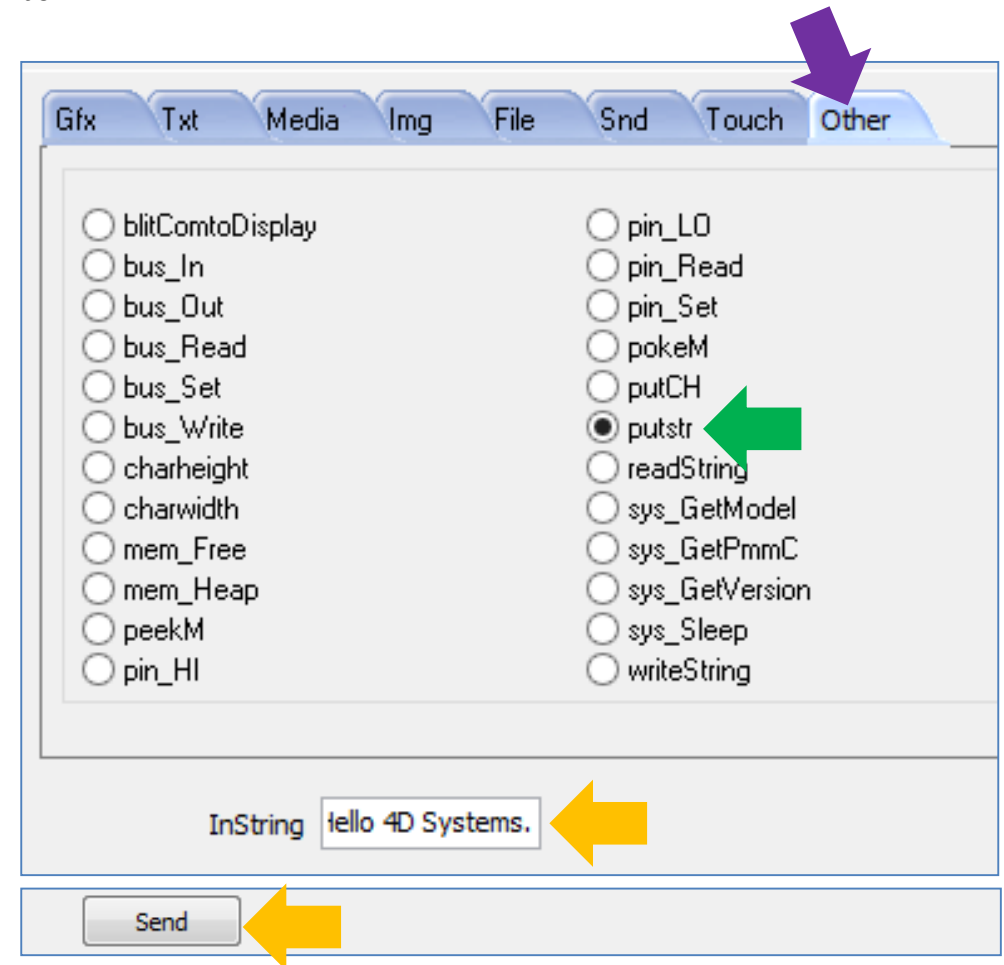 Gfx Txt Media Img File Snd Touch Other
blitComtoDisplay
bus_In
bus_Out
bus_Read
bus_Set
bus_Write
charheight
charwidth
mem_Free
mem_Heap
peekM
pin_HI
pin_LO
pin_Read
pin_Set
pokeM
putCH
putstr
readString
sys_GetModel
sys_GetPmmC
sys_GetVersion
sys_Sleep
writeString
InString ello 4D Systems.
Send